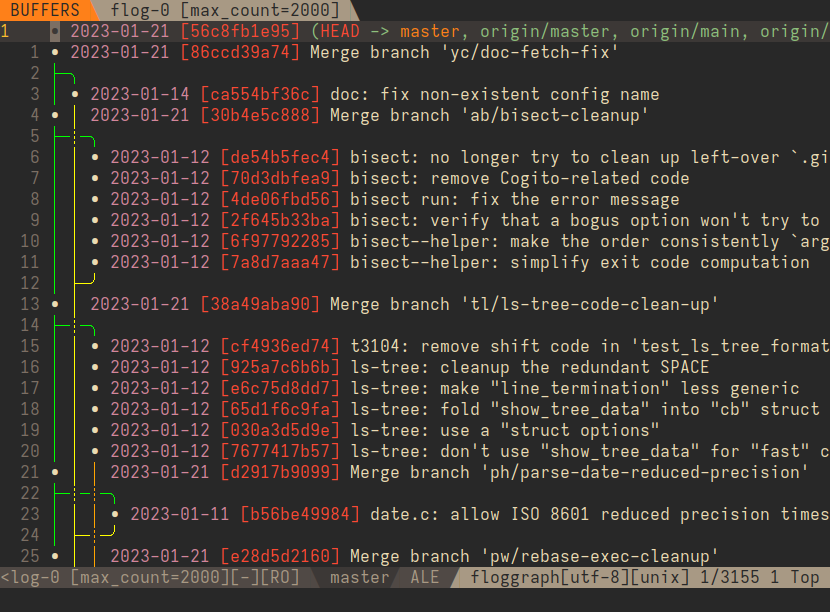 BUFFERS flog-0 [max_count=2000]
1 2023-01-21 [56c8fb1e95] (HEAD -> master, origin/master, origin/main, origin/
1 • 2023-01-21 [86ccd39a74] Merge branch 'yc/doc-fetch-fix'
2
3 • 2023-01-14 [ca554bf36c] doc: fix non-existent config name
4 • 2023-01-21 [30b4e5c888] Merge branch 'ab/bisect-cleanup'
5
6 • 2023-01-12 [de54b5fec4] bisect: no longer try to clean up left-over `.gi
7 • 2023-01-12 [70d3dbfea9] bisect: remove Cogito-related code
8 • 2023-01-12 [4de06fbd56] bisect run: fix the error message
9 • 2023-01-12 [2f645b33ba] bisect: verify that a bogus option won't try to
10 • 2023-01-12 [6f97792285] bisect--helper: make the order consistently `arg
11 • 2023-01-12 [7a8d7aaa47] bisect--helper: simplify exit code computation
12
13 • 2023-01-21 [38a49aba90] Merge branch 'tl/ls-tree-code-clean-up'
14
15 • 2023-01-12 [cf4936ed74] t3104: remove shift code in 'test_ls_tree_format
16 • 2023-01-12 [925a7c6b6b] ls-tree: cleanup the redundant SPACE
17 • 2023-01-12 [e6c75d8dd7] ls-tree: make "line_termination" less generic
18 • 2023-01-12 [65d1f6c9fa] ls-tree: fold "show_tree_data" into "cb" struct
19 • 2023-01-12 [030a3d5d9e] ls-tree: use a "struct options"
20 • 2023-01-12 [7677417b57] ls-tree: don't use "show_tree_data" for "fast" c
21 • 2023-01-21 [d2917b9099] Merge branch 'ph/parse-date-reduced-precision'
22
23 • 2023-01-11 [b56be49984] date.c: allow ISO 8601 reduced precision times
24
25 • 2023-01-21 [e28d5d2160] Merge branch 'pw/rebase-exec-cleanup'
<log-0 [max_count=2000][-][RO] master ALE floggraph[utf-8][unix] 1/3155 1 Top